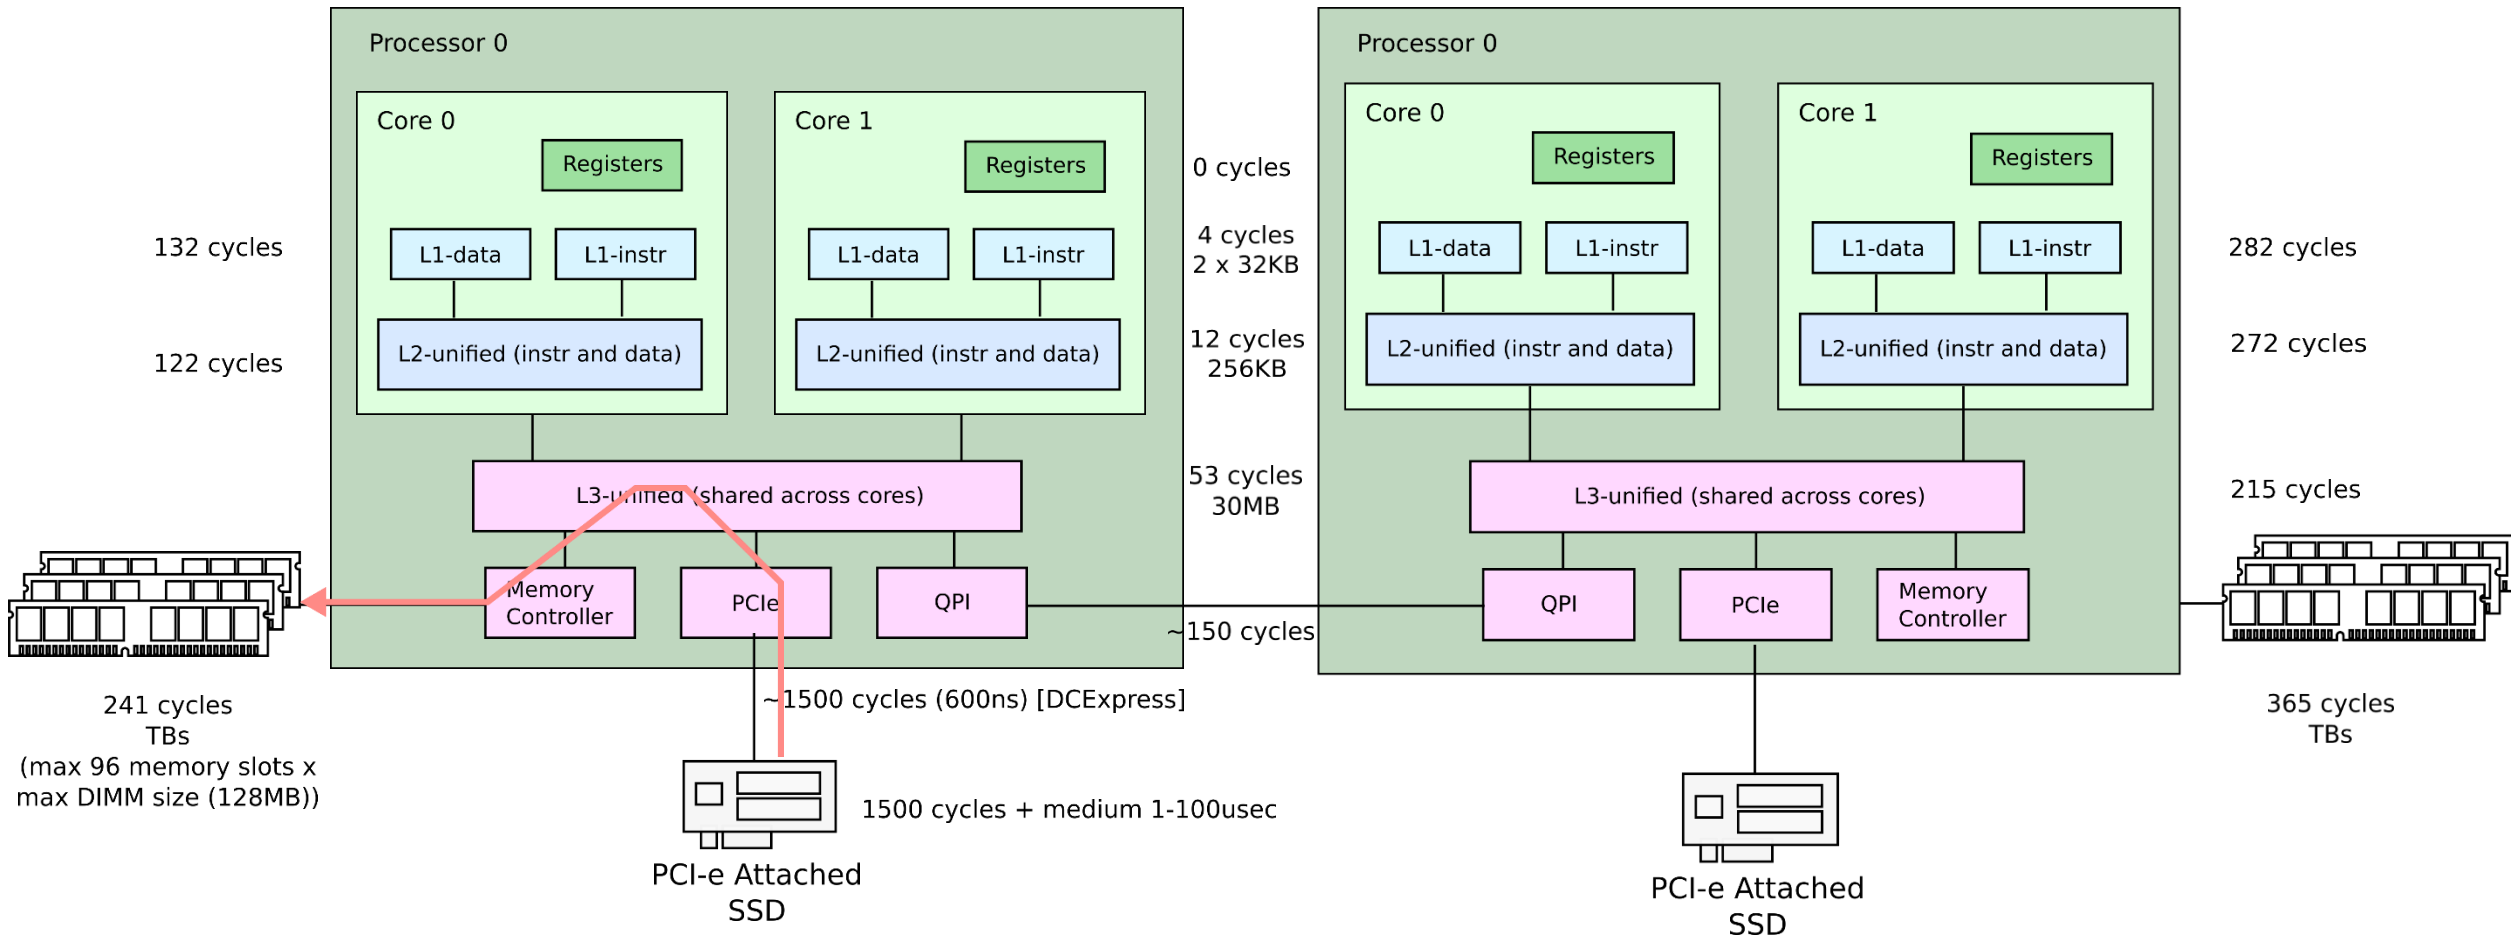 Processor 0
Core 0
Registers
L1-data
L1-instr
L2-unified (instr and data)
Core 1
Registers
L1-data
L1-instr
L2-unified (instr and data)
L3-unified (shared across cores)
Memory
Controller
PCIe
QPI
132 cycles
122 cycles
241 cycles
TBs
(max 96 memory slots x
max DIMM size (128MB))
0 cycles
4 cycles
2 x 32KB
12 cycles
256KB
53 cycles
30MB
~150 cycles
~1500 cycles (600ns) [DCExpress]
1500 cycles + medium 1-100usec
PCI-e Attached
SSD
Processor 0
Core 0
Registers
L1-data
L1-instr
L2-unified (instr and data)
Core 1
Registers
L1-data
L1-instr
L2-unified (instr and data)
L3-unified (shared across cores)
QPI
PCIe
Memory
Controller
282 cycles
272 cycles
215 cycles
365 cycles
TBs
PCI-e Attached
SSD